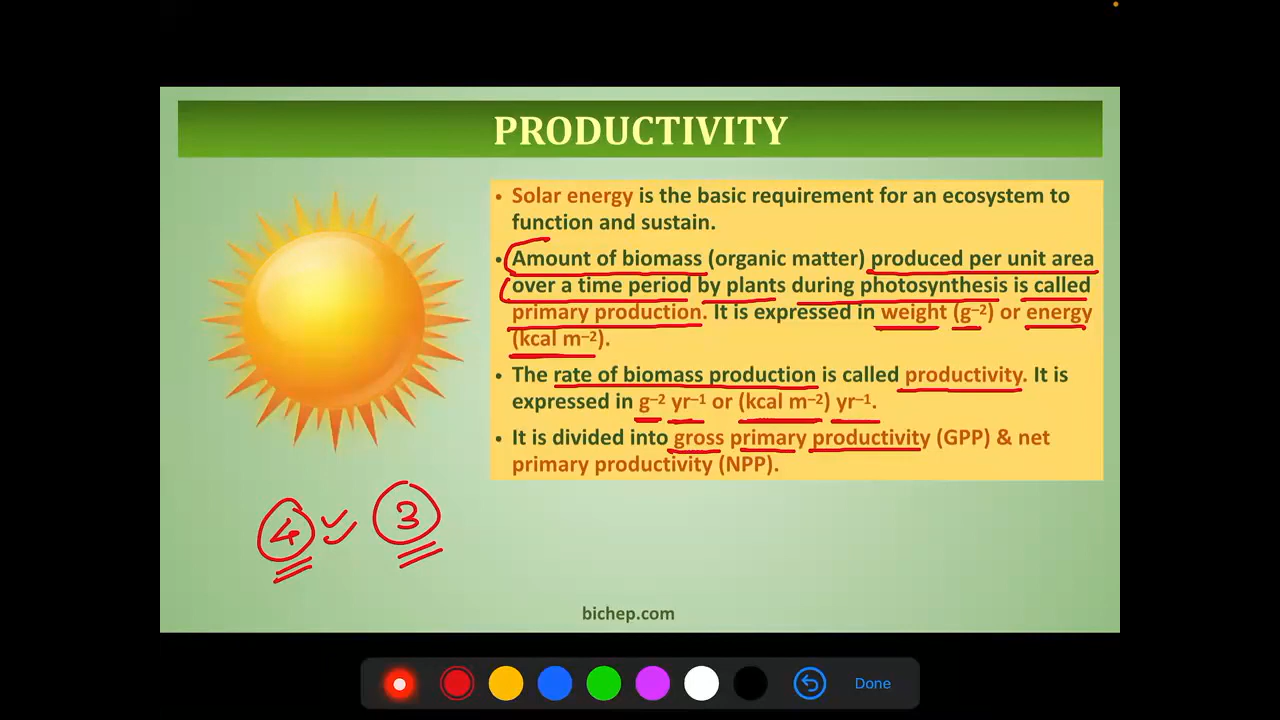 PRODUCTIVITY
• Solar energy is the basic requirement for an ecosystem to
function and sustain.
• Amount of biomass (organic matter) produced per unit area
over a time period by plants during photosynthesis is called
primary production. It is expressed in weight (g⁻²) or energy
(kcal m⁻²).
• The rate of biomass production is called productivity. It is
expressed in g⁻² yr⁻¹ or (kcal m⁻²) yr⁻¹.
• It is divided into gross primary productivity (GPP) & net
primary productivity (NPP).
4 3
bichep.com
Done